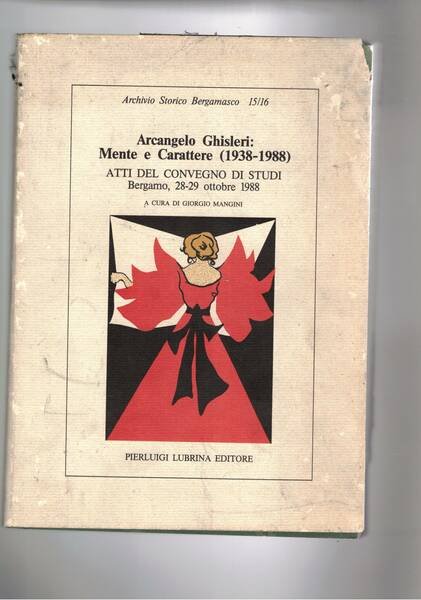 Archivio Storico Bergamasco 15/16
Arcangelo Ghisleri:
Mente e Carattere (1938-1988)
ATTI DEL CONVEGNO DI STUDI
Bergamo, 28-29 ottobre 1988
A CURA DI GIORGIO MANGINI
PIERLUIGI LUBRINA EDITORE